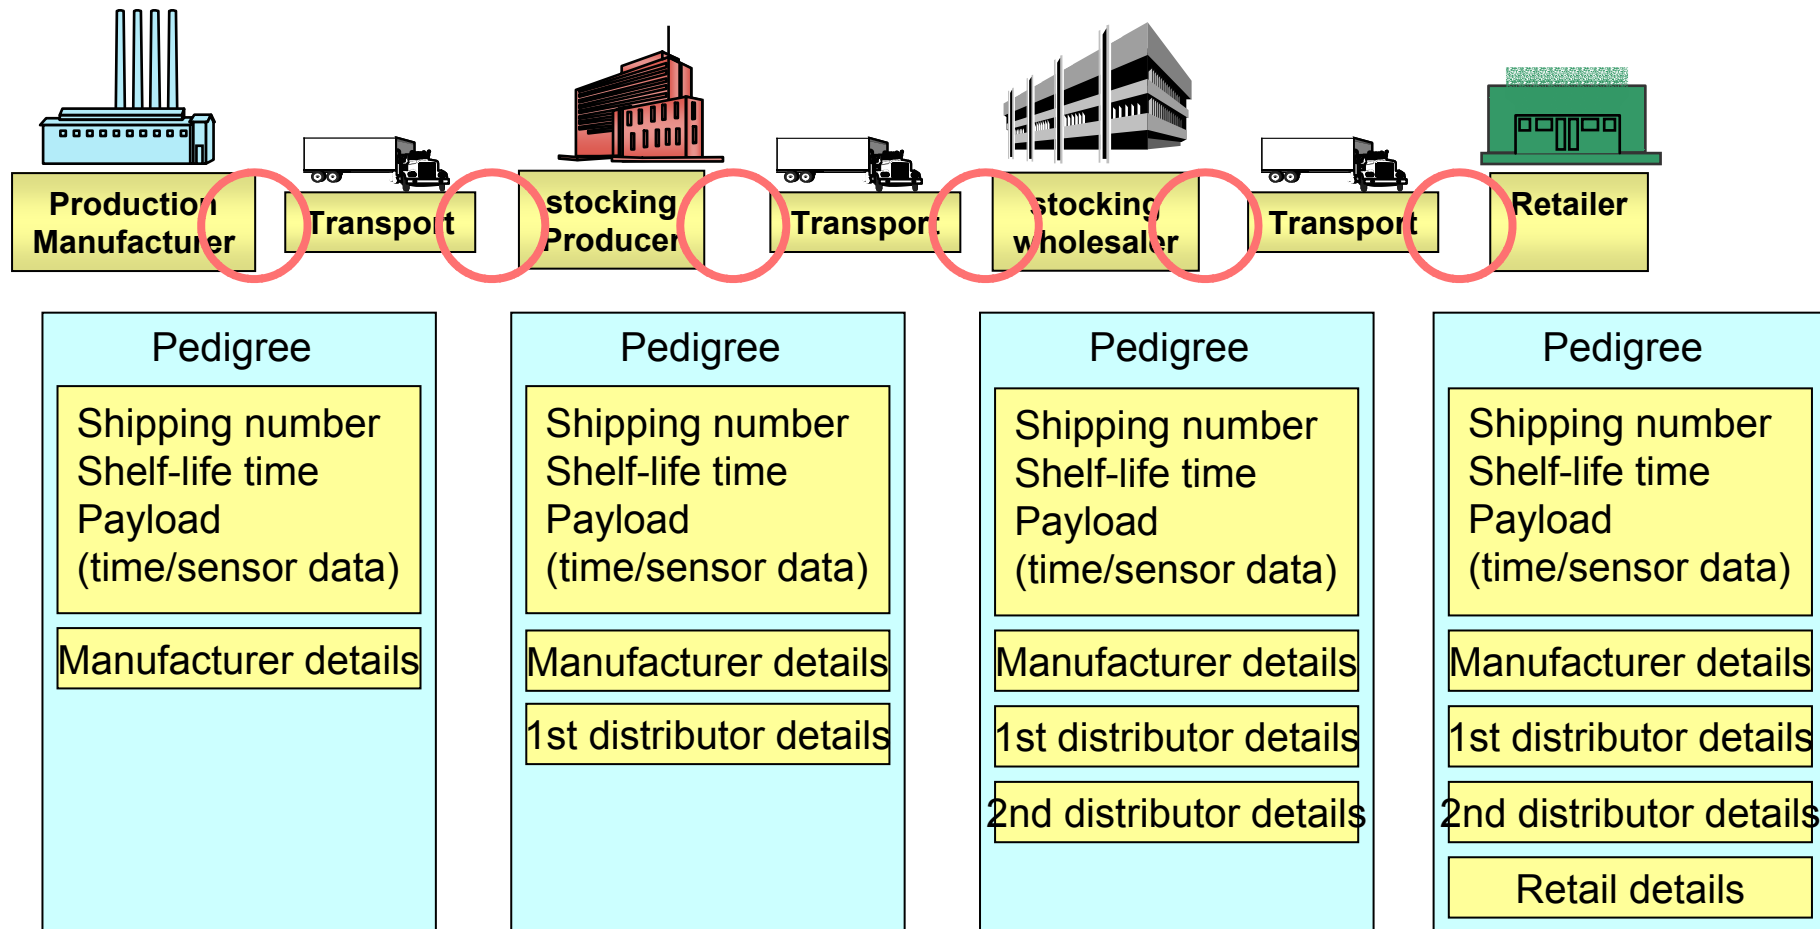 Production
Manufacturer
Transport
stocking
Producer
Transport
stocking
wholesaler
Transport
Retailer
Pedigree
Shipping number
Shelf-life time
Payload
(time/sensor data)
Manufacturer details
Pedigree
Shipping number
Shelf-life time
Payload
(time/sensor data)
Manufacturer details
1st distributor details
Pedigree
Shipping number
Shelf-life time
Payload
(time/sensor data)
Manufacturer details
1st distributor details
2nd distributor details
Pedigree
Shipping number
Shelf-life time
Payload
(time/sensor data)
Manufacturer details
1st distributor details
2nd distributor details
Retail details